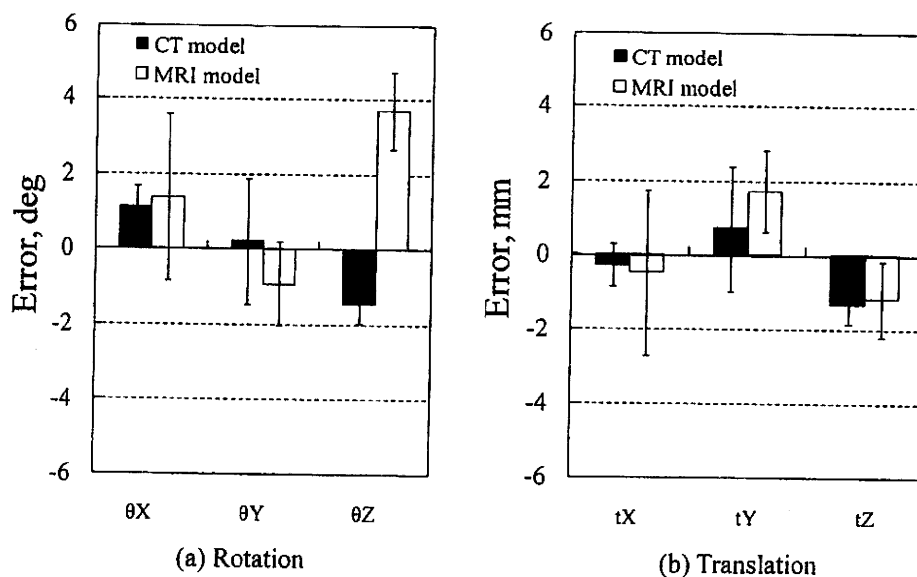 CT model
MRI model
6
4
2
0
-2
-4
-6
Error, deg
θX θY θZ
(a) Rotation
CT model
MRI model
6
4
2
0
-2
-4
-6
Error, mm
tX tY tZ
(b) Translation